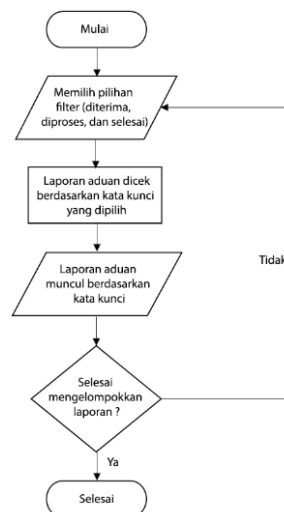 Mulai
Memilih pilihan
filter (diterima,
diproses, dan selesai)
Laporan aduan dicek
berdasarkan kata kunci
yang dipilih
Laporan aduan
muncul berdasarkan
kata kunci
Tidak
Selesai
mengelompokkan
laporan ?
Ya
Selesai